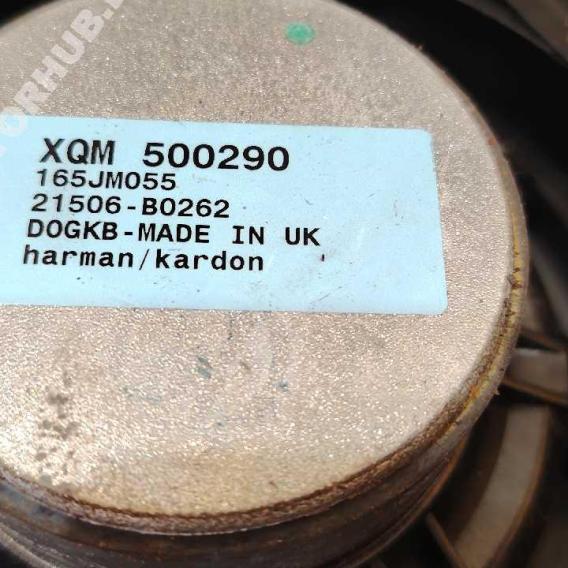 XQM 500290
165JM055
21506-B0262
DOGKB-MADE IN UK
harman/kardon